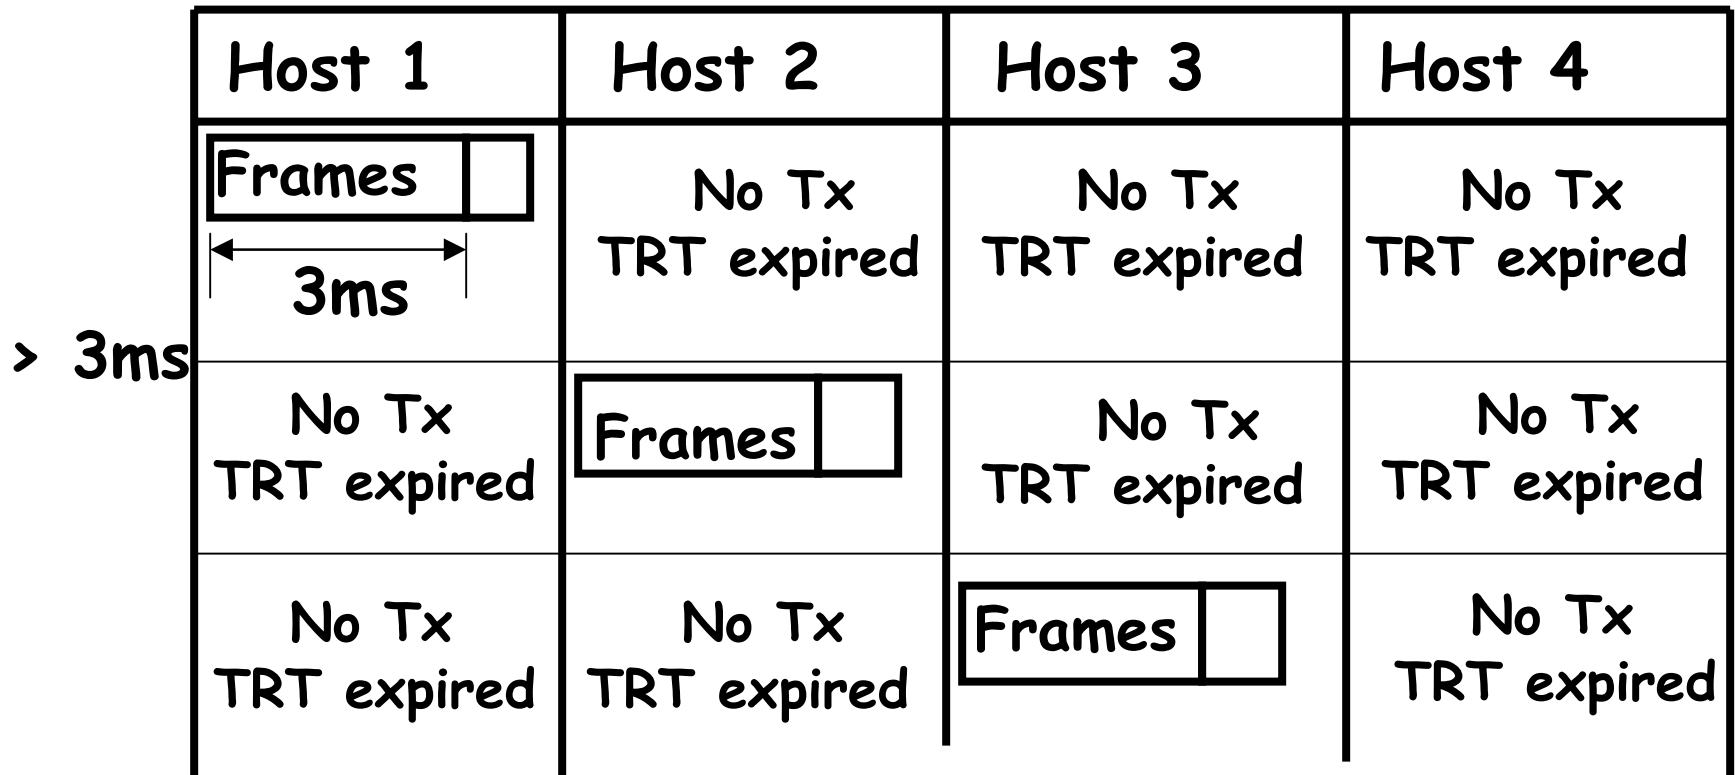 Host 1 Host 2 Host 3 Host 4
Frames
No Tx
TRT expired
No Tx
TRT expired
No Tx
TRT expired
3ms
> 3ms
No Tx
TRT expired
Frames
No Tx
TRT expired
No Tx
TRT expired
No Tx
TRT expired
No Tx
TRT expired
Frames
No Tx
TRT expired